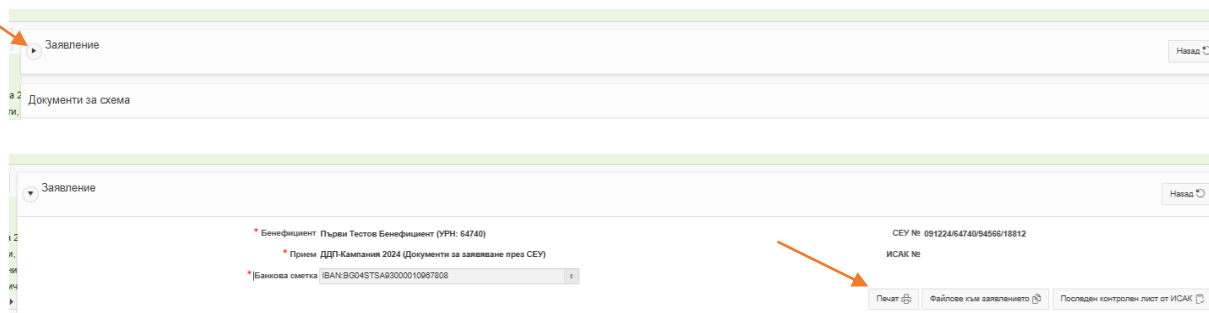 Заявление
Назад
Документи за схема
Заявление
Назад
* Бенефициент Първи Тестов Бенефициент (УРН: 64740) СЕУ № 091224/64740/94566/18812
* Прием ДДП-Кампания 2024 (Документи за заявяване през СЕУ) ИСАК №
* Банкова сметка IBAN:BG04STSA93000010967808
Печат Файлове към заявлението Последен контролен лист от ИСАК